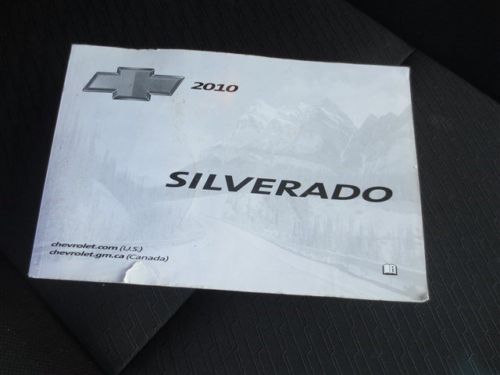 2010
SILVERADO
chevrolet.com (U.S.)
chevrolet.gm.ca (Canada)